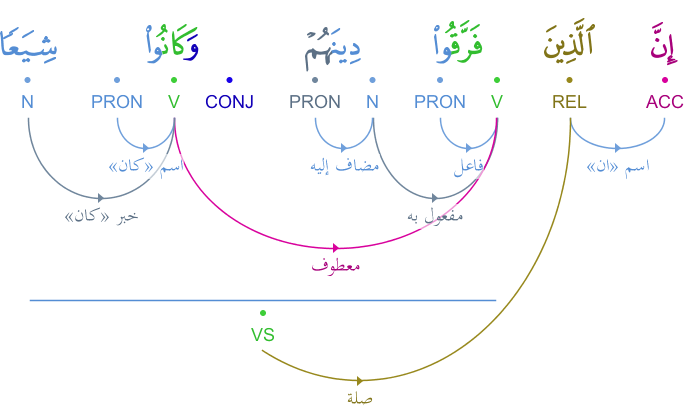 إِنَّ ٱلَّذِينَ فَرَّقُوا۟ دِينَهُمْ وَكَانُوا۟ شِيَعًا
ACC REL V PRON N PRON CONJ V PRON N
اسم «ان» فاعل مضاف إليه اسم «كان»
مفعول به خبر «كان»
معطوف
VS
صلة